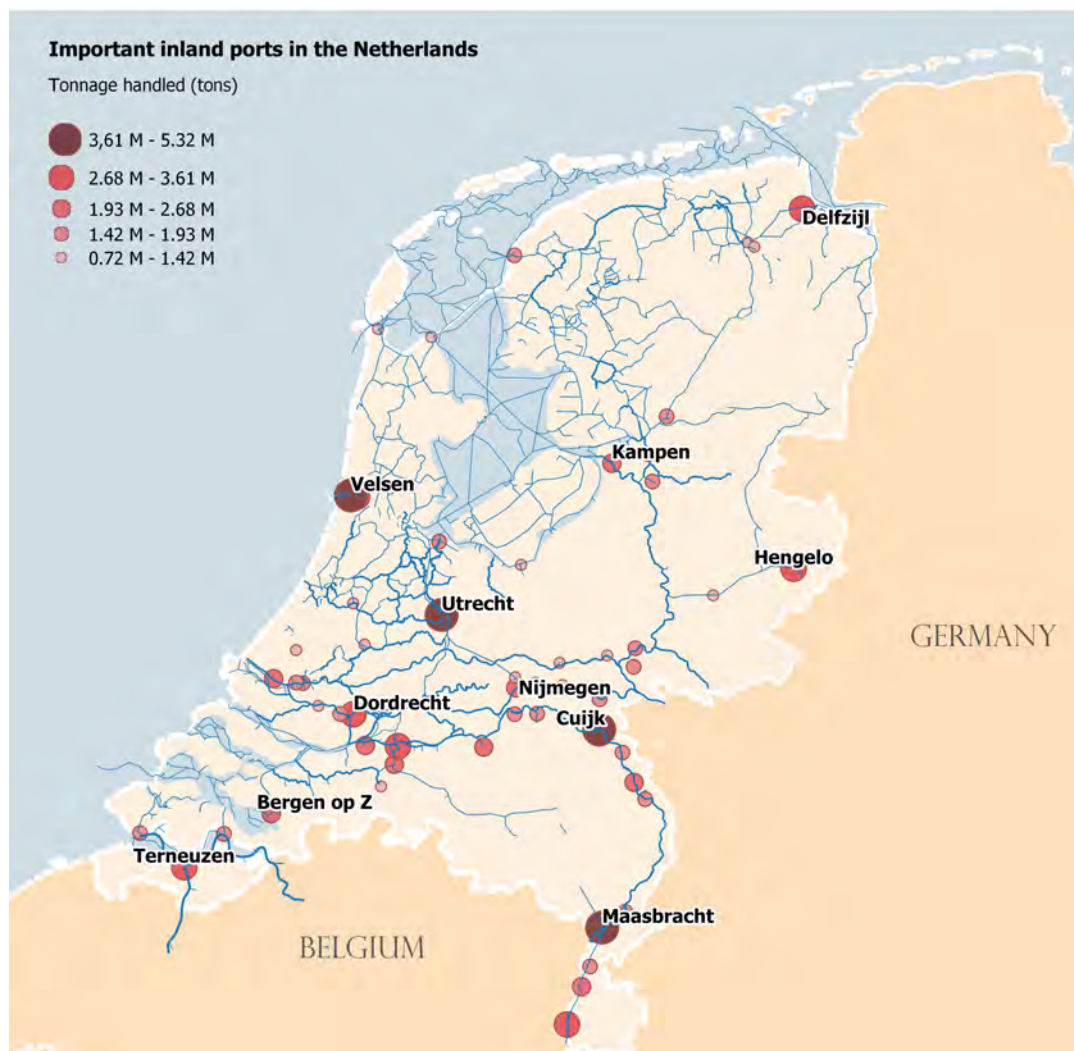 Important inland ports in the Netherlands
Tonnage handled (tons)
3,61 M - 5.32 M
2.68 M - 3.61 M
1.93 M - 2.68 M
1.42 M - 1.93 M
0.72 M - 1.42 M
Delfzijl
Kampen
Velsen
Hengelo
Utrecht
GERMANY
Nijmegen
Dordrecht
Cuijk
Bergen op Z
Terneuzen
Maasbracht
BELGIUM